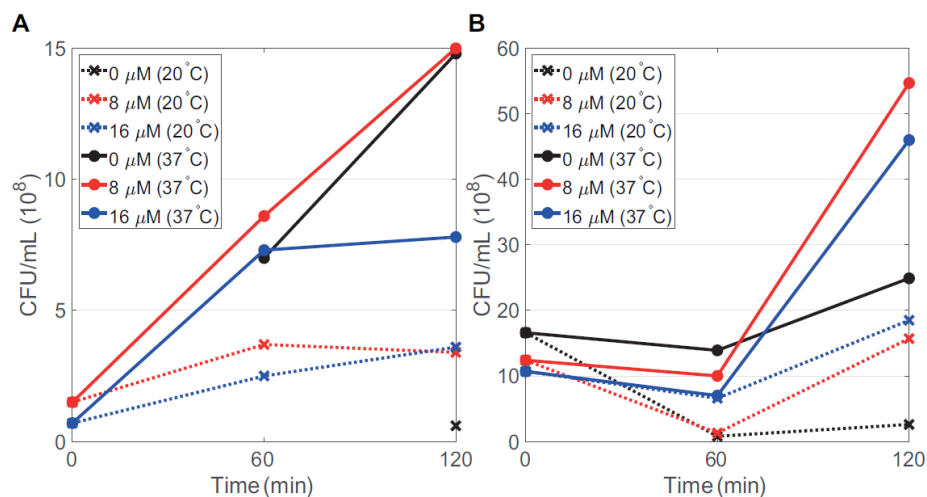 A
15
10
5
0
CFU/mL (10^8)
0 μM (20 °C)
8 μM (20 °C)
16 μM (20 °C)
0 μM (37 °C)
8 μM (37 °C)
16 μM (37 °C)
0 60 120
Time (min)
B
60
50
40
30
20
10
0
CFU/mL (10^8)
0 μM (20 °C)
8 μM (20 °C)
16 μM (20 °C)
0 μM (37 °C)
8 μM (37 °C)
16 μM (37 °C)
0 60 120
Time (min)